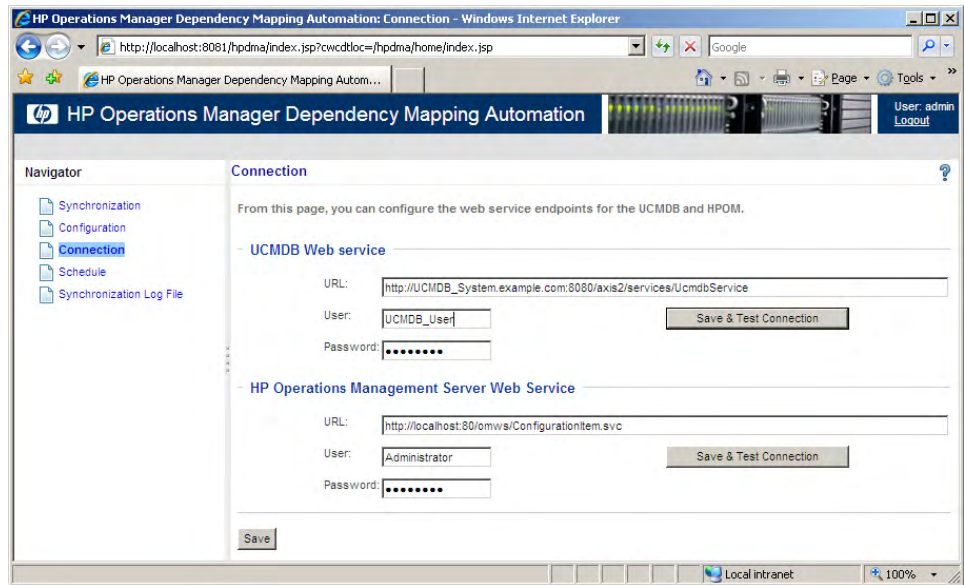 HP Operations Manager Dependency Mapping Automation: Connection - Windows Internet Explorer
http://localhost:8081/hpdma/index.jsp?cwcdtloc=/hpdma/home/index.jsp
Google
HP Operations Manager Dependency Mapping Autom...
Page
Tools
»
hp HP Operations Manager Dependency Mapping Automation
User: admin
Logout
Navigator
Synchronization
Configuration
Connection
Schedule
Synchronization Log File
Connection
?
From this page, you can configure the web service endpoints for the UCMDB and HPOM.
UCMDB Web service
URL: http://UCMDB_System.example.com:8080/axis2/services/UcmdbService
User: UCMDB_User
Save & Test Connection
Password: ●●●●●●●●
HP Operations Management Server Web Service
URL: http://localhost:80/omws/ConfigurationItem.svc
User: Administrator
Save & Test Connection
Password: ●●●●●●●●
Save
Local intranet
100%